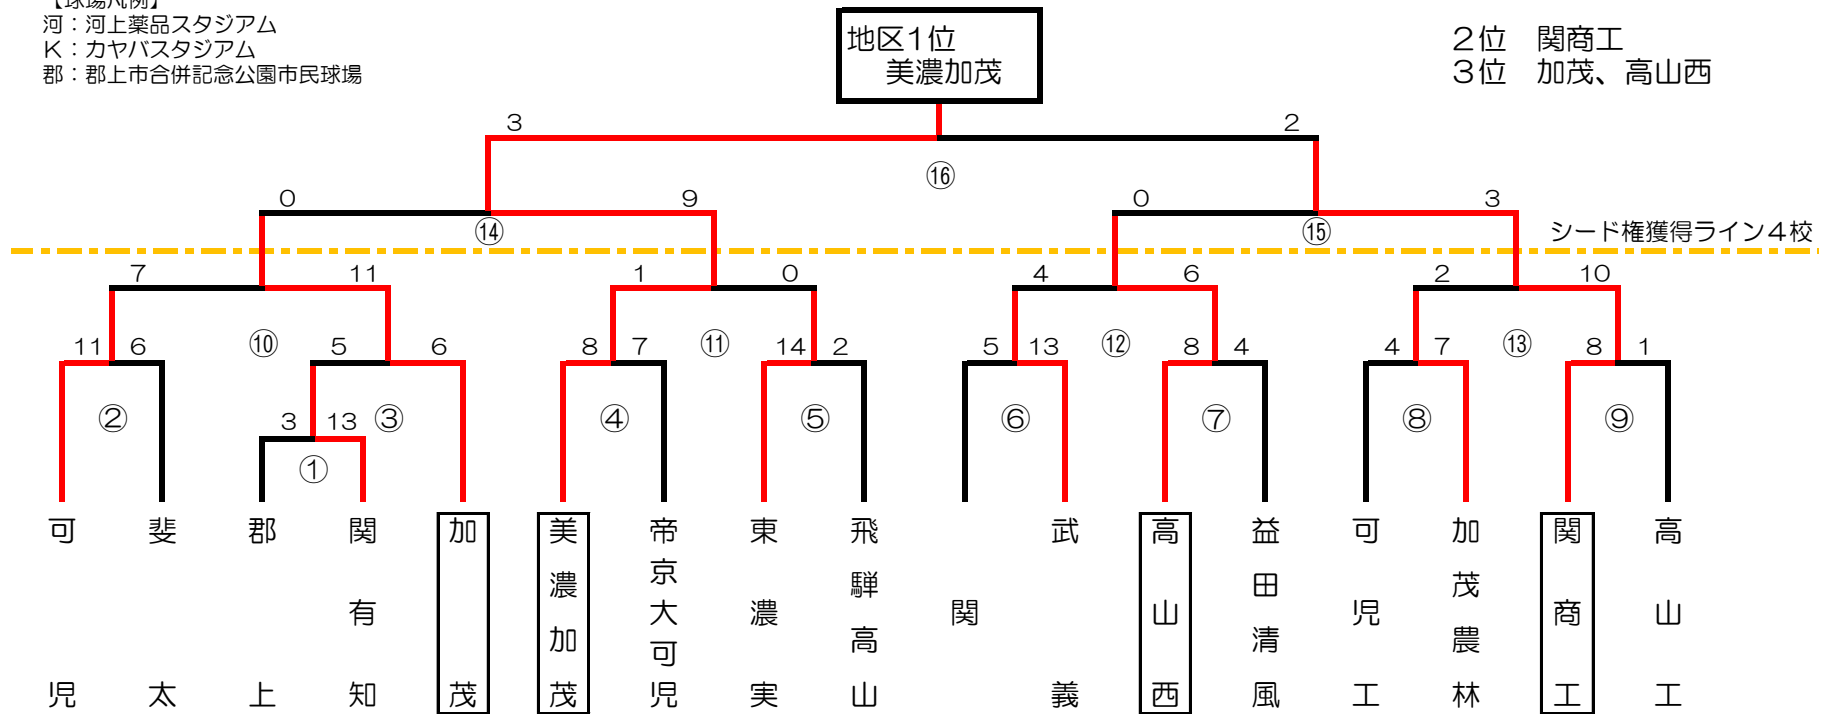 【球場凡例】
河：河上薬品スタジアム
K：カヤバスタジアム
郡：郡上市合併記念公園市民球場
地区1位
美濃加茂
2位 関商工
3位 加茂、高山西
3 2
⑯
0 9 0 3
⑭ ⑮
シード権獲得ライン4校
7 11 1 0 4 6 2 10
⑩ ⑪ ⑫ ⑬
11 6 5 6 8 7 14 2 5 13 8 4 4 7 8 1
② ③ ④ ⑤ ⑥ ⑦ ⑧ ⑨
3 13
①
可児
斐太
郡上
関有知
加茂
美濃加茂
帝京大可児
東濃実
飛騨高山
関
武義
高山西
益田清風
可児工
加茂農林
関商工
高山工